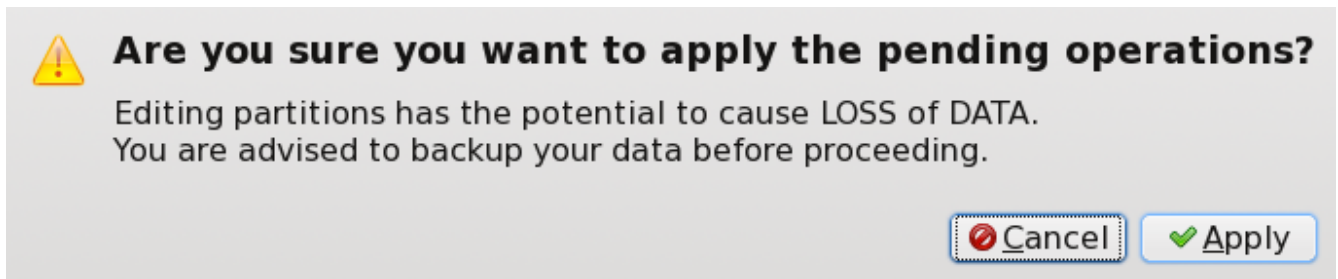 Are you sure you want to apply the pending operations?
Editing partitions has the potential to cause LOSS of DATA.
You are advised to backup your data before proceeding.
Cancel Apply